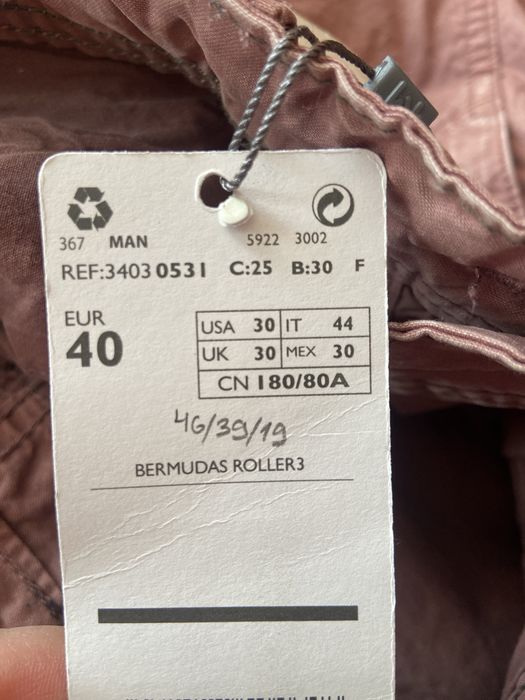 367 MAN 5922 3002
REF:3403 0531 C:25 B:30 F
EUR
40
USA 30 IT 44
UK 30 MEX 30
CN 180/80A
46/39/19
BERMUDAS ROLLER3